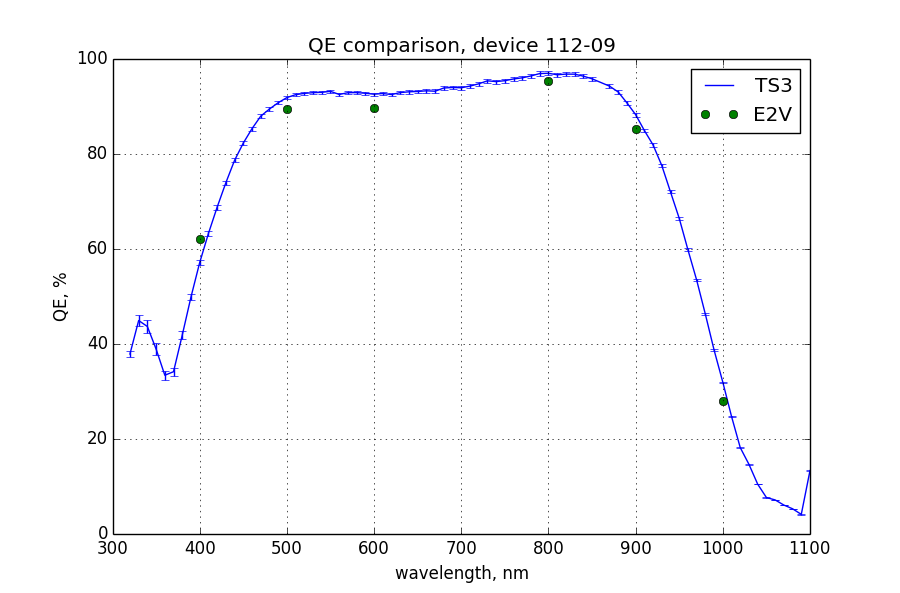 QE comparison, device 112-09
TS3
E2V
QE, %
100
80
60
40
20
0
300 400 500 600 700 800 900 1000 1100
wavelength, nm